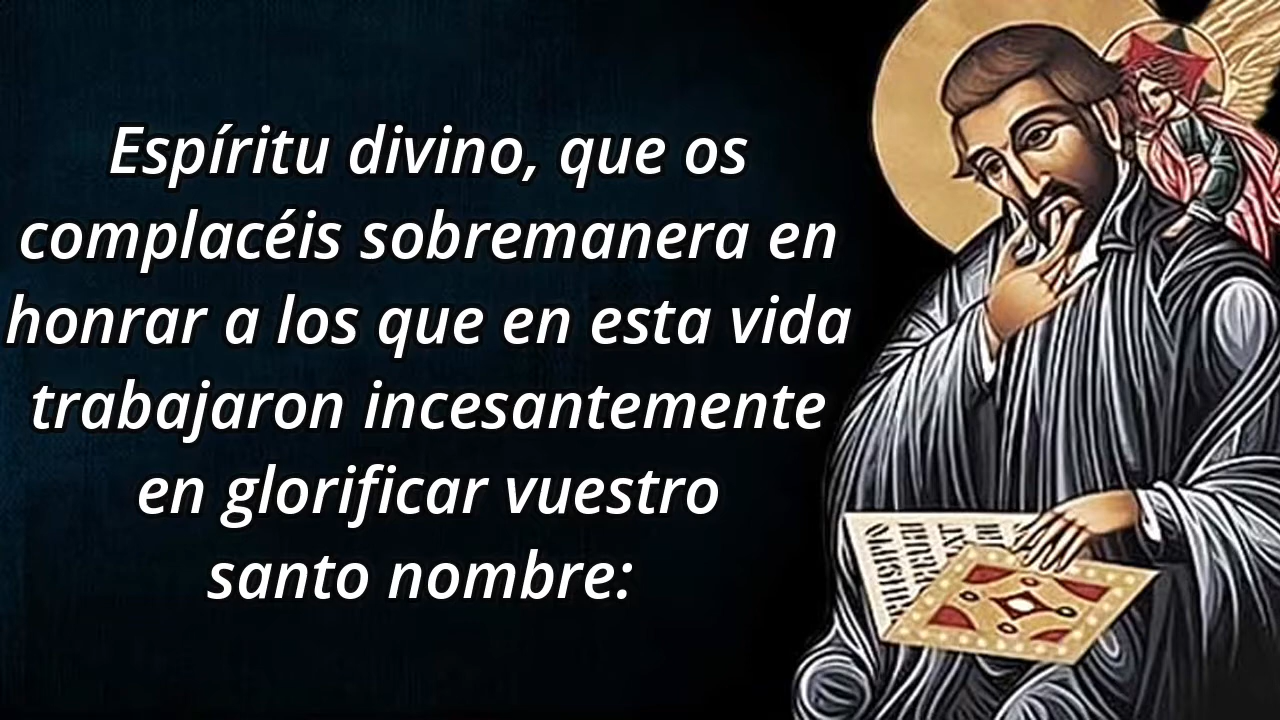 Espíritu divino, que os
complacéis sobremanera en
honrar a los que en esta vida
trabajaron incesantemente
en glorificar vuestro
santo nombre: